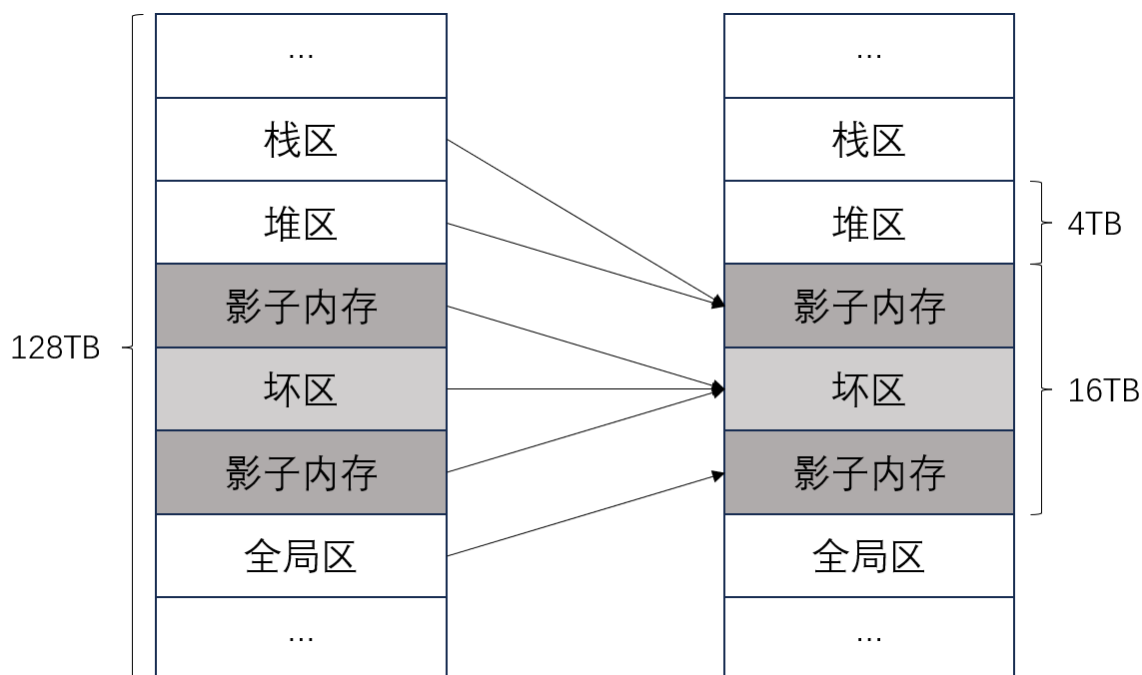 ...
栈区
堆区
影子内存
坏区
影子内存
全局区
...
128TB
...
栈区
堆区
影子内存
坏区
影子内存
全局区
...
4TB
16TB